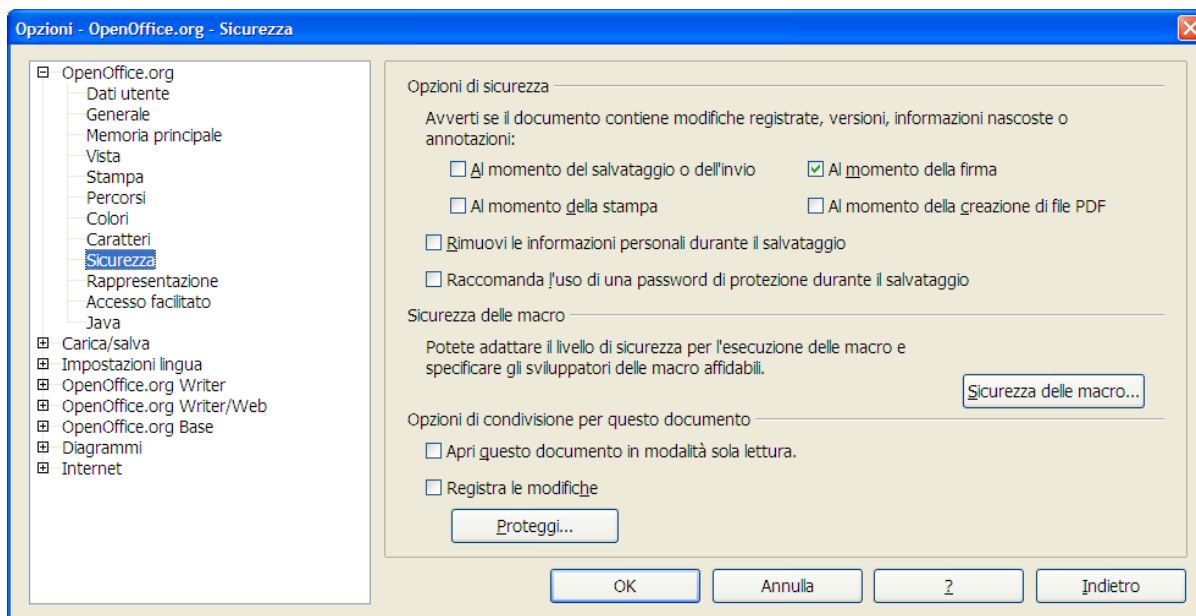 Opzioni - OpenOffice.org - Sicurezza
OpenOffice.org
Dati utente
Generale
Memoria principale
Vista
Stampa
Percorsi
Colori
Caratteri
Sicurezza
Rappresentazione
Accesso facilitato
Java
Carica/salva
Impostazioni lingua
OpenOffice.org Writer
OpenOffice.org Writer/Web
OpenOffice.org Base
Diagrammi
Internet
Opzioni di sicurezza
Avverti se il documento contiene modifiche registrate, versioni, informazioni nascoste o
annotazioni:
Al momento del salvataggio o dell'invio
Al momento della firma
Al momento della stampa
Al momento della creazione di file PDF
Rimuovi le informazioni personali durante il salvataggio
Raccomanda l'uso di una password di protezione durante il salvataggio
Sicurezza delle macro
Potete adattare il livello di sicurezza per l'esecuzione delle macro e
specificare gli sviluppatori delle macro affidabili.
Sicurezza delle macro...
Opzioni di condivisione per questo documento
Apri questo documento in modalità sola lettura.
Registra le modifiche
Proteggi...
OK
Annulla
?
Indietro